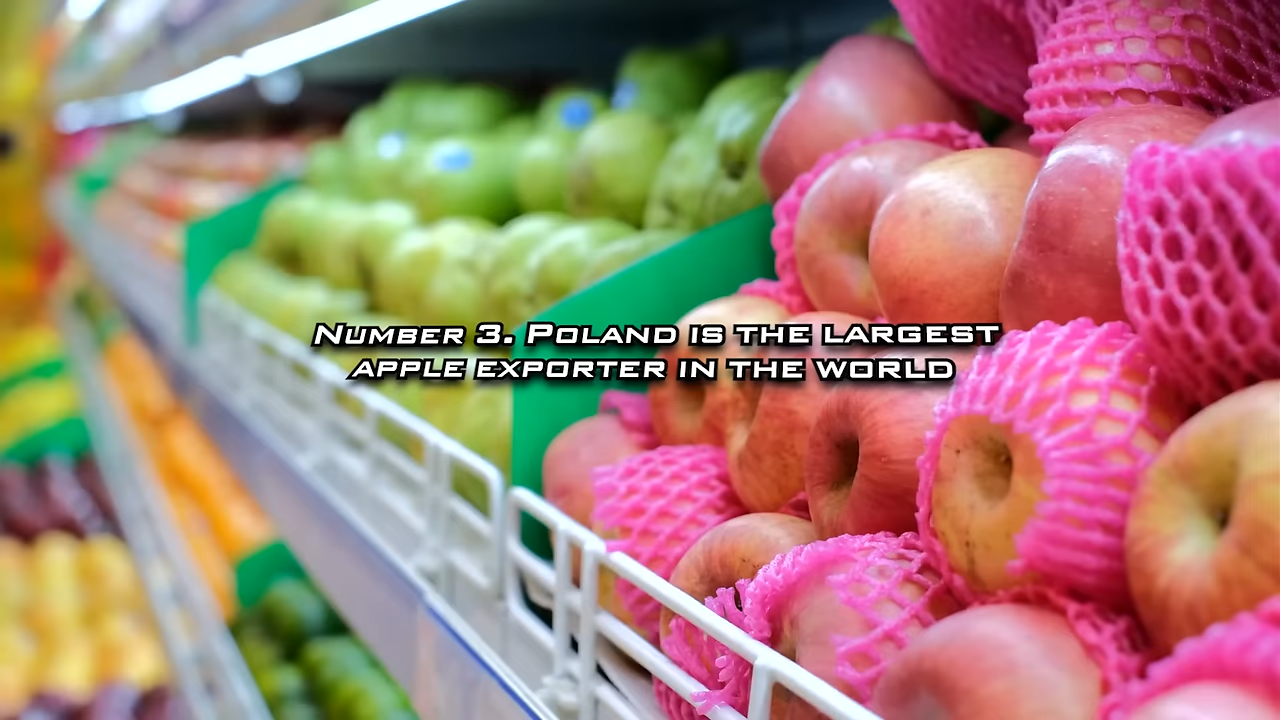 Number 3. Poland is the largest
apple exporter in the world